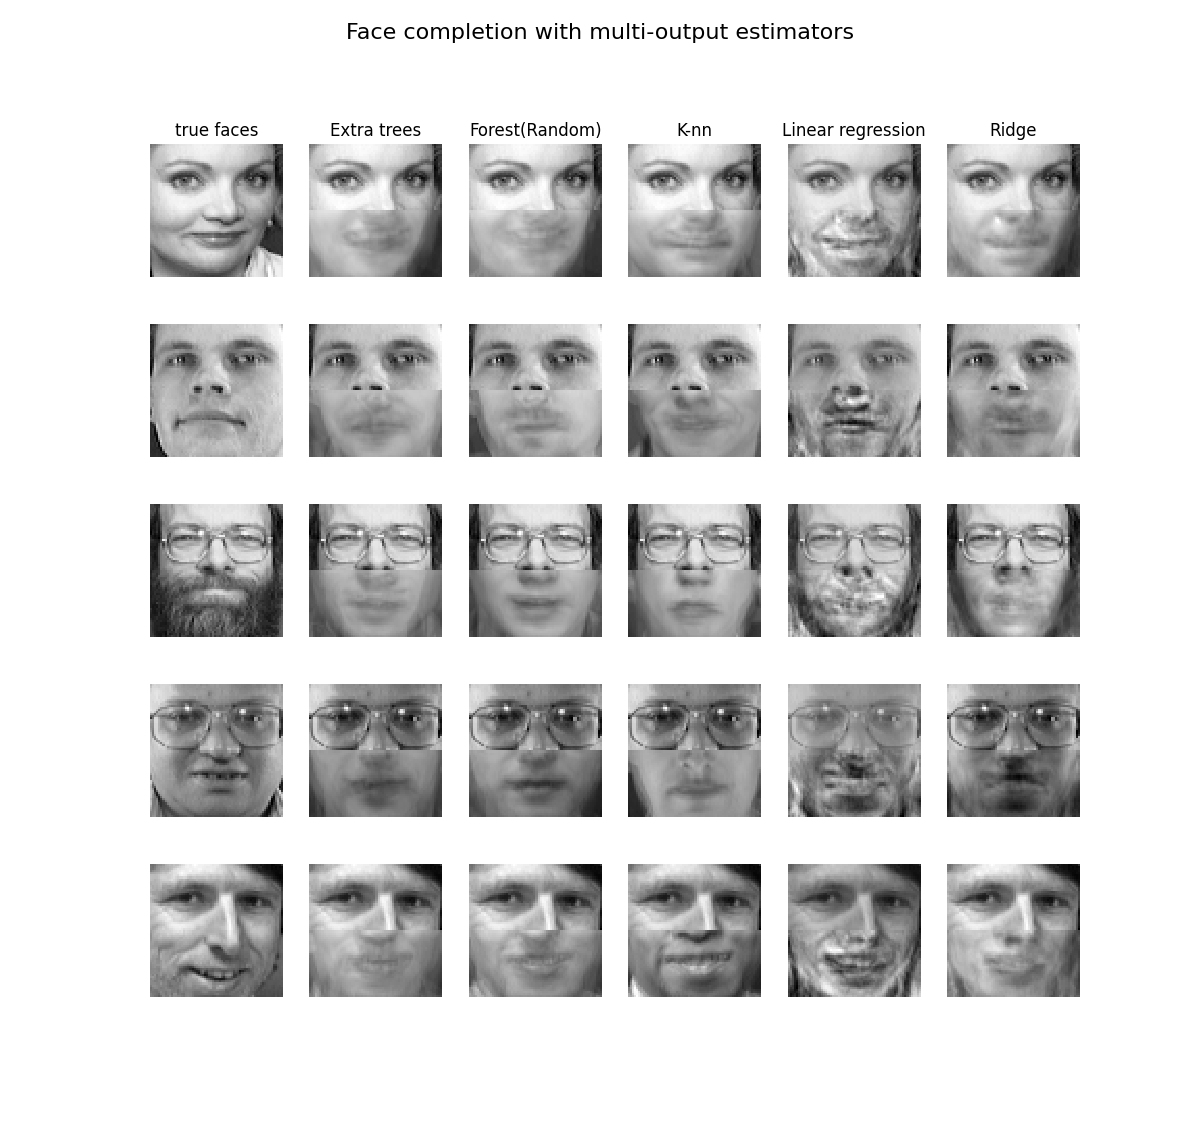 Face completion with multi-output estimators
true faces
Extra trees
Forest(Random)
K-nn
Linear regression
Ridge